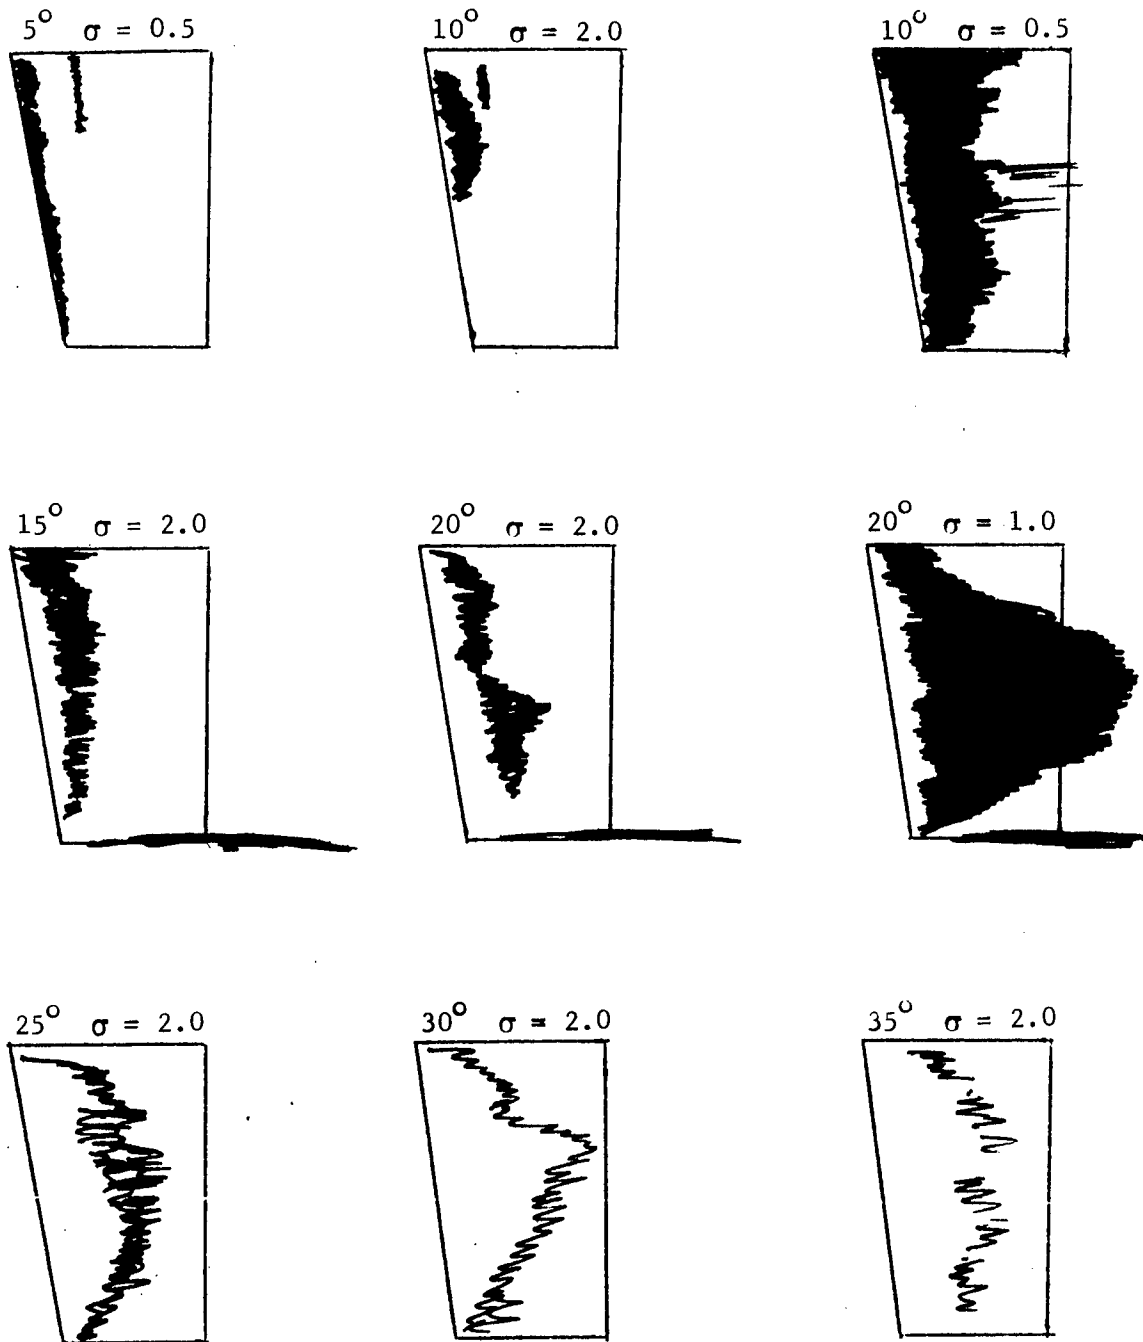 5° σ = 0.5
10° σ = 2.0
10° σ = 0.5
15° σ = 2.0
20° σ = 2.0
20° σ = 1.0
25° σ = 2.0
30° σ = 2.0
35° σ = 2.0